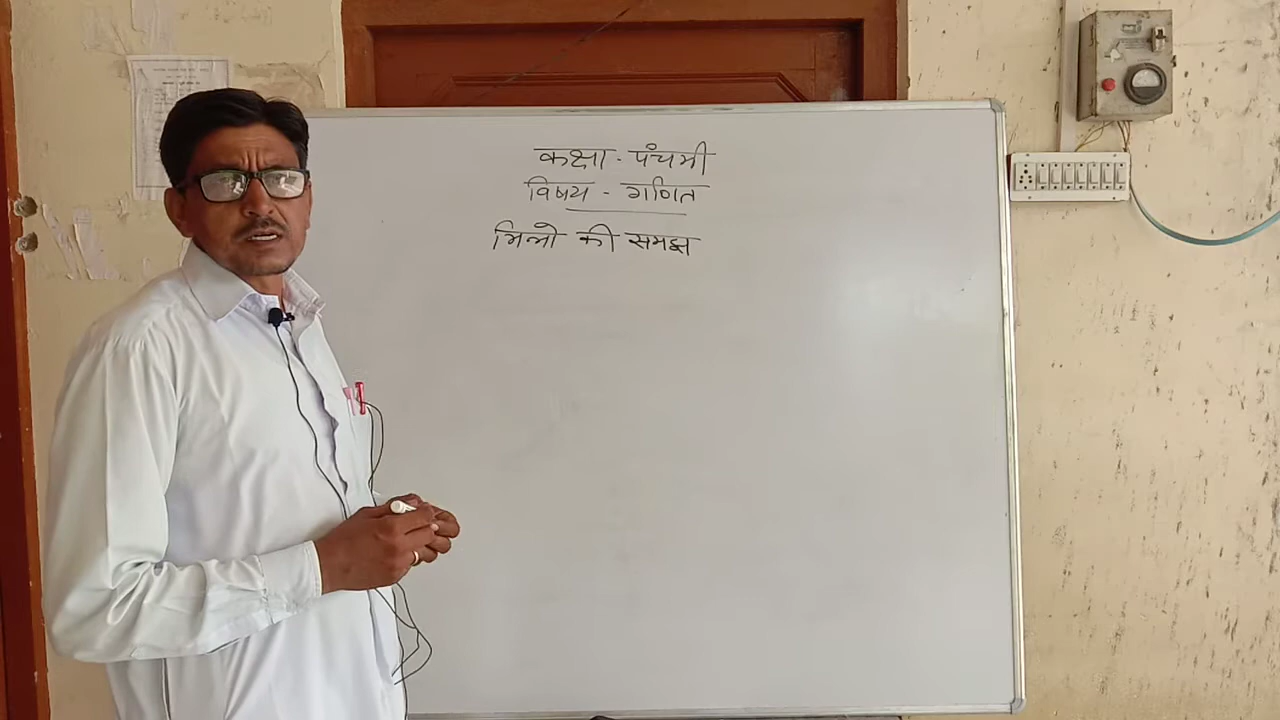 कक्षा - पंचमी
विषय - गणित
भिन्नो की समझ